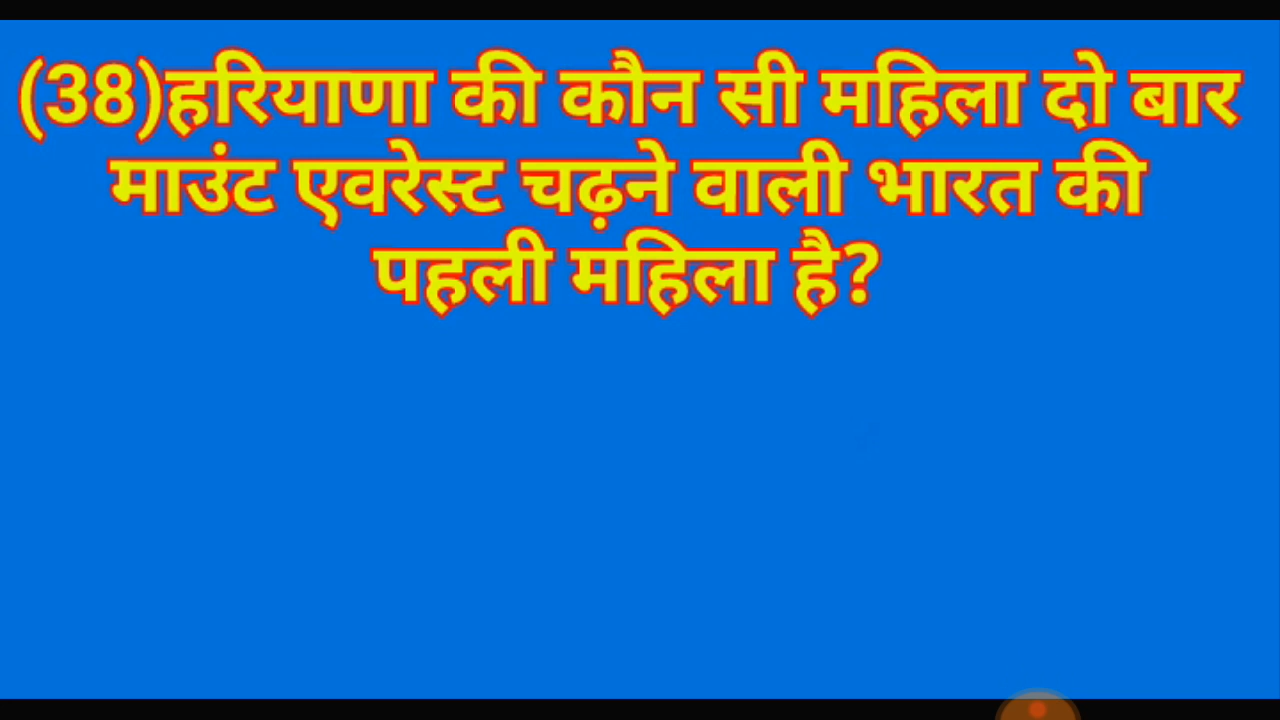 (38)हरियाणा की कौन सी महिला दो बार
माउंट एवरेस्ट चढ़ने वाली भारत की
पहली महिला है?